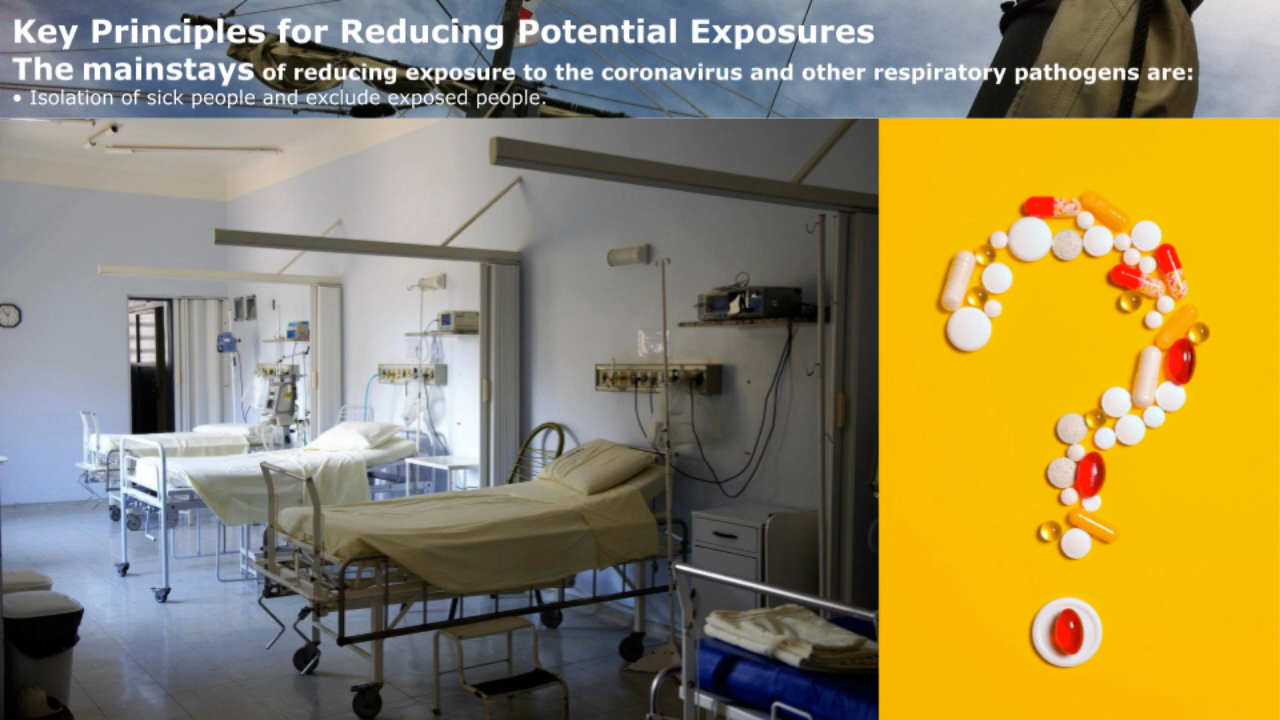 Key Principles for Reducing Potential Exposures
The mainstays of reducing exposure to the coronavirus and other respiratory pathogens are:
• Isolation of sick people and exclude exposed people.